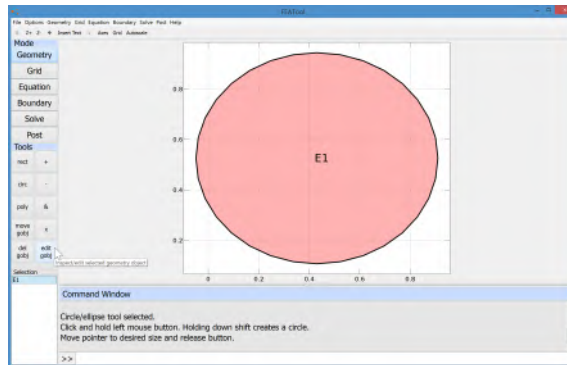 FEATool
File Options Geometry Grid Equation Boundary Solve Post Help
Z+ Z- Insert Text Axes Grid Autoscale
Mode
Geometry
Grid
Equation
Boundary
Solve
Post
Tools
rect +
circ -
poly &
move gobj
del gobj edit gobj
Inspect/edit selected geometry object
Selection
E1
0.8
0.6
0.4
0.2
0 0.2 0.4 0.6 0.8
E1
Command Window
Circle/ellipse tool selected.
Click and hold left mouse button. Holding down shift creates a circle.
Move pointer to desired size and release button.
>>